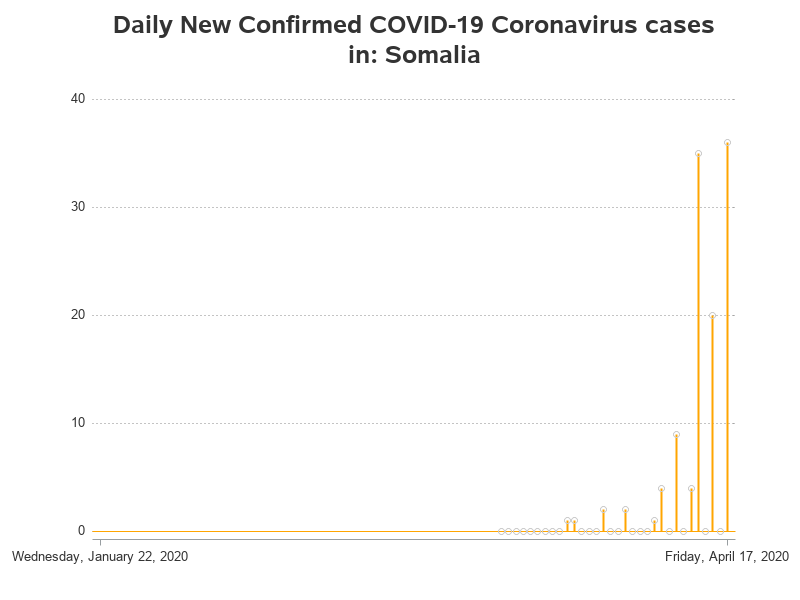 Daily New Confirmed COVID-19 Coronavirus cases
in: Somalia
40
30
20
10
0
Wednesday, January 22, 2020
Friday, April 17, 2020